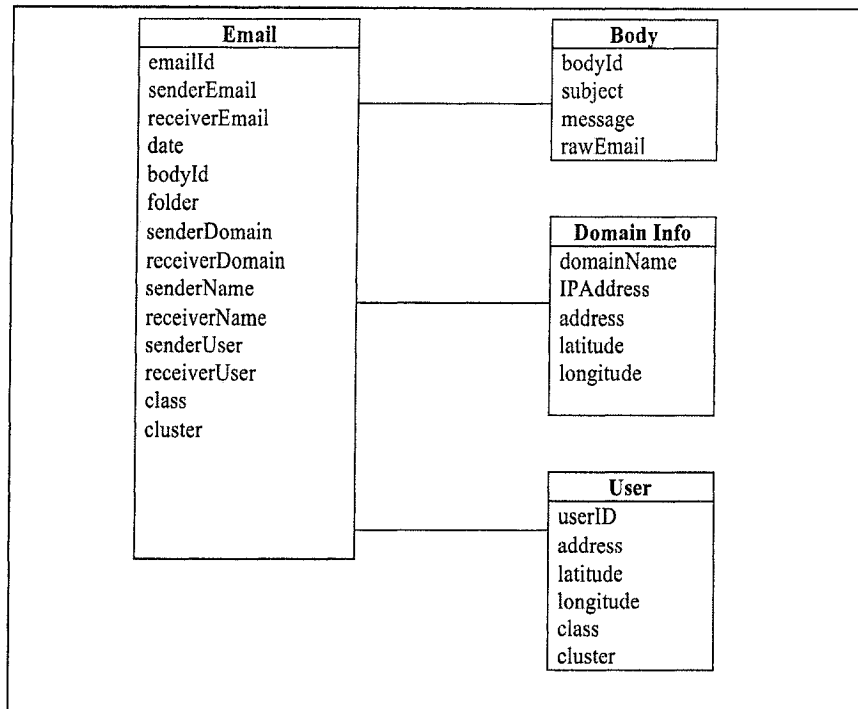 Email
emailId
senderEmail
receiverEmail
date
bodyId
folder
senderDomain
receiverDomain
senderName
receiverName
senderUser
receiverUser
class
cluster
Body
bodyId
subject
message
rawEmail
Domain Info
domainName
IPAddress
address
latitude
longitude
User
userID
address
latitude
longitude
class
cluster